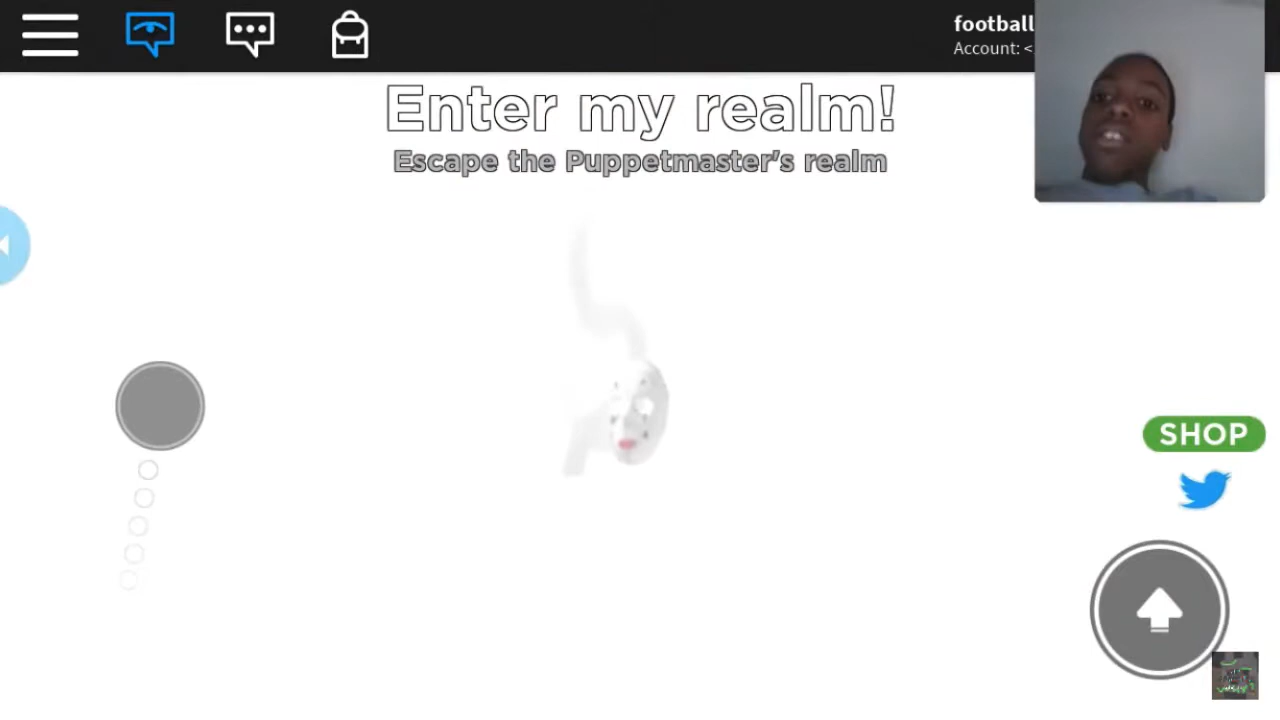 football
Account: <
Enter my realm!
Escape the Puppetmaster's realm
SHOP